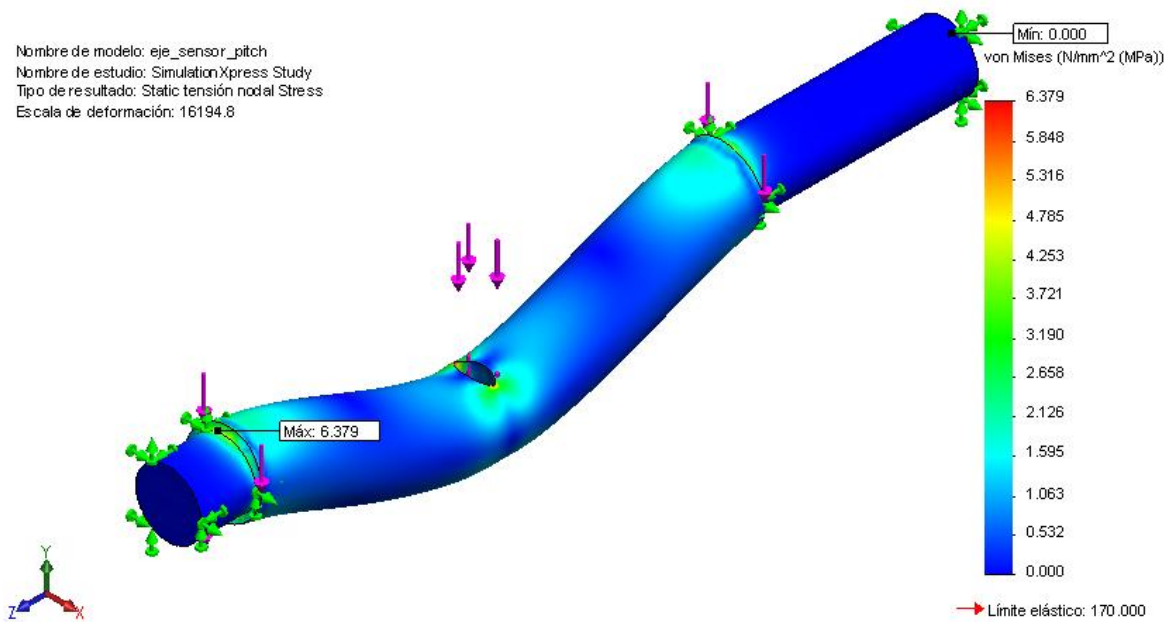 Nombre de modelo: eje_sensor_pitch
Nombre de estudio: SimulationXpress Study
Tipo de resultado: Static tensión nodal Stress
Escala de deformación: 16194.8
Mín: 0.000
von Mises (N/mm^2 (MPa))
6.379
5.848
5.316
4.785
4.253
3.721
3.190
2.658
2.126
1.595
1.063
0.532
0.000
Máx: 6.379
Y
Z
X
Límite elástico: 170.000